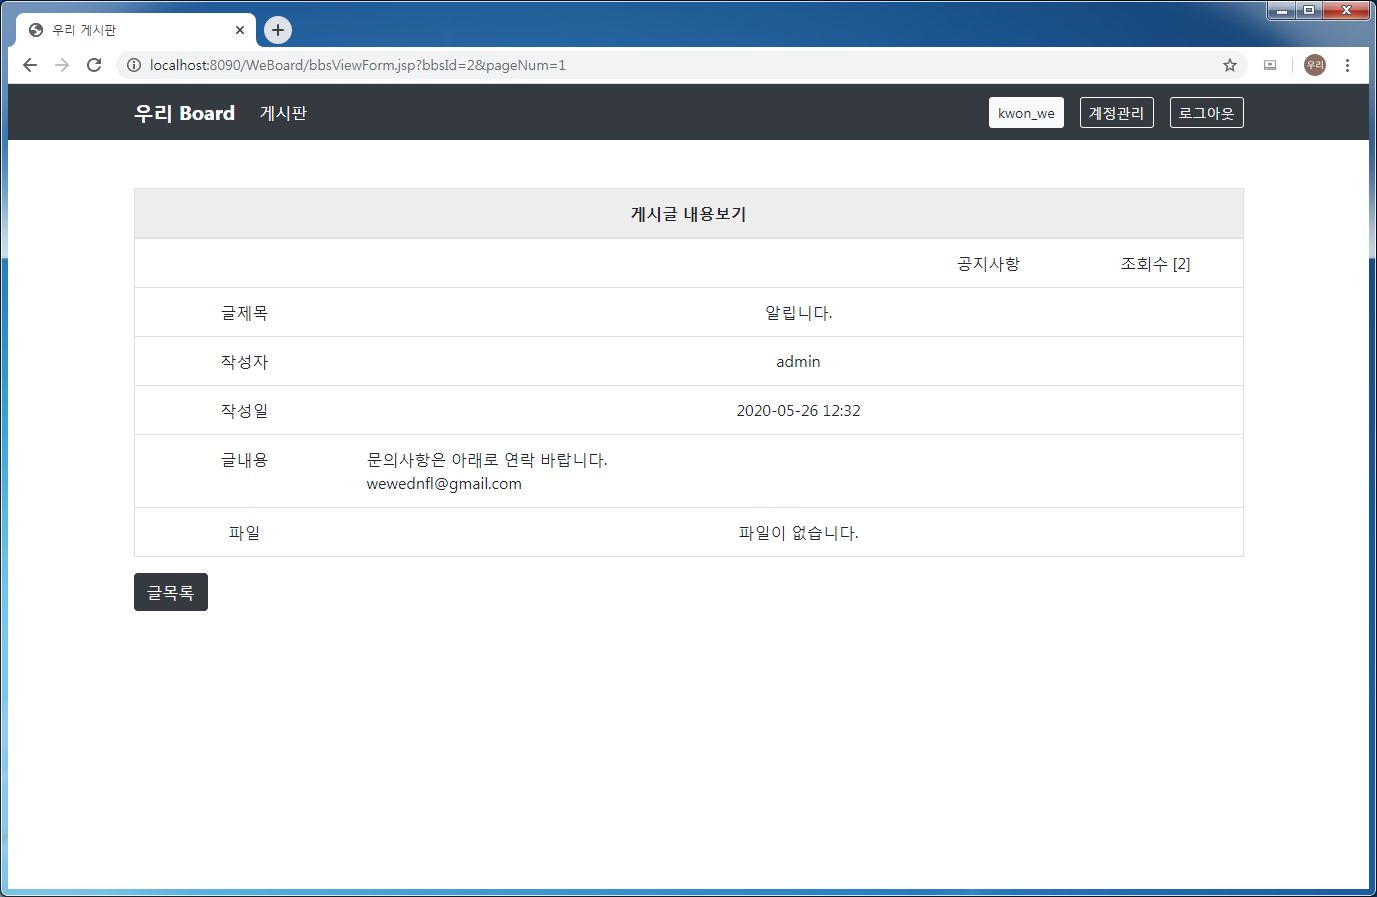 우리 게시판
localhost:8090/WeBoard/bbsViewForm.jsp?bbsId=2&pageNum=1
우리
우리 Board 게시판 kwon_we 계정관리 로그아웃
게시글 내용보기
공지사항 조회수 [2]
글제목 알립니다.
작성자 admin
작성일 2020-05-26 12:32
글내용 문의사항은 아래로 연락 바랍니다.
wewednfl@gmail.com
파일 파일이 없습니다.
글목록